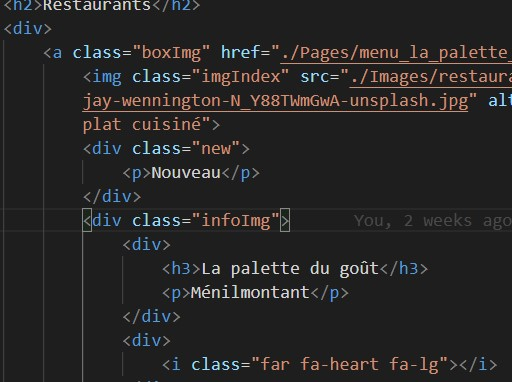 <h2>Restaurants</h2>
<div>
<a class="boxImg" href="./Pages/menu_la_palette_
<img class="imgIndex" src="./Images/restaura
jay-wennington-N_Y88TWmGwA-unsplash.jpg" alt
plat cuisiné">
<div class="new">
<p>Nouveau</p>
</div>
<div class="infoImg"> You, 2 weeks ago
<div>
<h3>La palette du goût</h3>
<p>Ménilmontant</p>
</div>
<div>
<i class="far fa-heart fa-lg"></i>